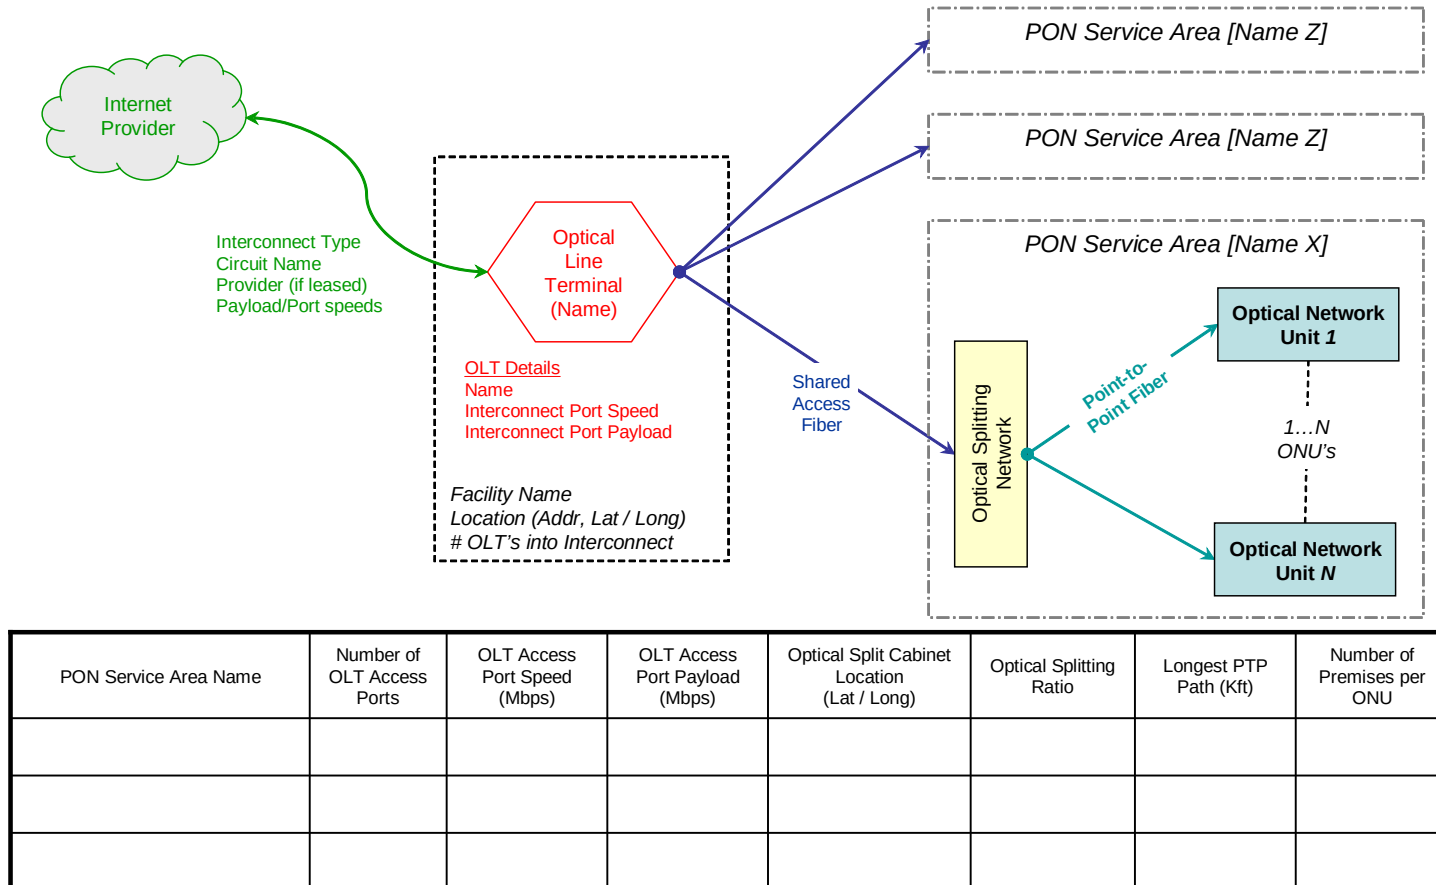 PON Service Area [Name Z]
Internet
Provider
PON Service Area [Name Z]
Interconnect Type
Circuit Name
Provider (if leased)
Payload/Port speeds
Optical
Line
Terminal
(Name)
OLT Details
Name
Interconnect Port Speed
Interconnect Port Payload
Facility Name
Location (Addr, Lat / Long)
# OLT's into Interconnect
Shared
Access
Fiber
PON Service Area [Name X]
Optical Splitting
Network
Point-to-
Point Fiber
Optical Network
Unit 1
1...N
ONU's
Optical Network
Unit N
PON Service Area Name
Number of
OLT Access
Ports
OLT Access
Port Speed
(Mbps)
OLT Access
Port Payload
(Mbps)
Optical Split Cabinet
Location
(Lat / Long)
Optical Splitting
Ratio
Longest PTP
Path (Kft)
Number of
Premises per
ONU